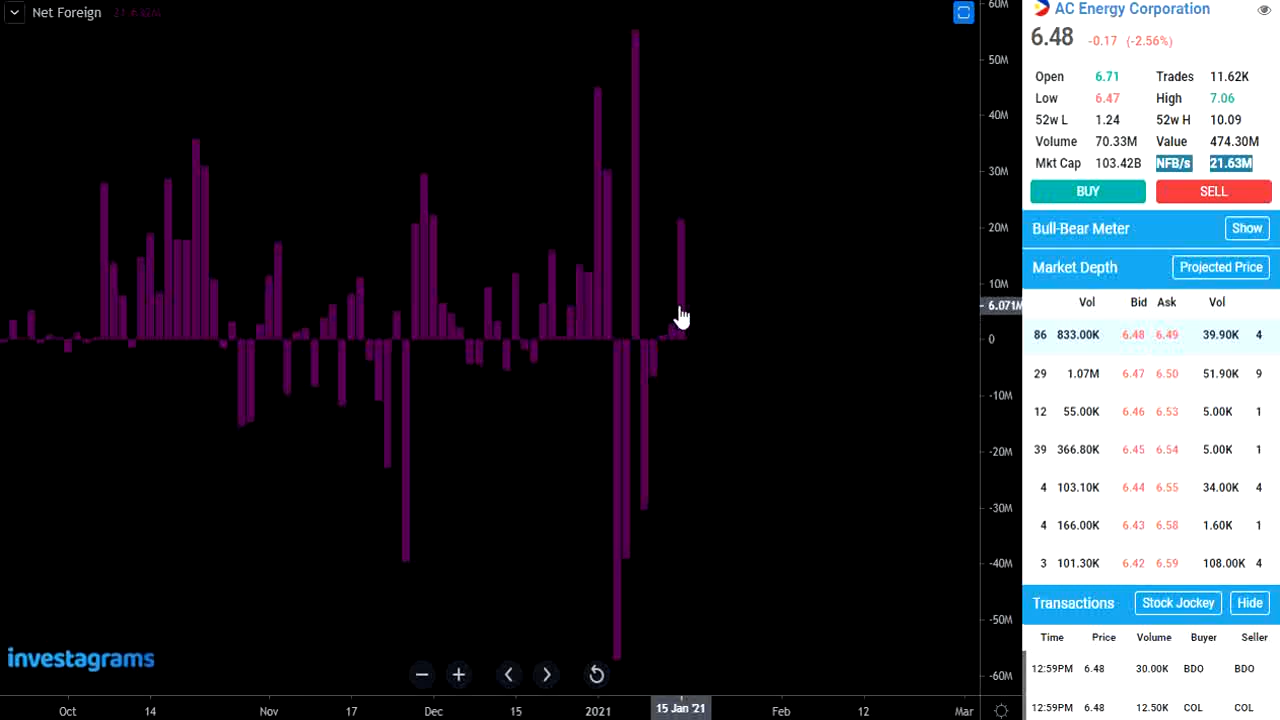 Net Foreign
60M
50M
40M
30M
20M
10M
6.071M
0
-10M
-20M
-30M
-40M
-50M
-60M
investagrams
Oct 14 Nov 17 Dec 15 2021 15 Jan '21 Feb 12 Mar
AC Energy Corporation
6.48 -0.17 (-2.56%)
Open 6.71 Trades 11.62K
Low 6.47 High 7.06
52w L 1.24 52w H 10.09
Volume 70.33M Value 474.30M
Mkt Cap 103.42B NFB/s 21.63M
BUY SELL
Bull-Bear Meter Show
Market Depth Projected Price
Vol Bid Ask Vol
86 833.00K 6.48 6.49 39.90K 4
29 1.07M 6.47 6.50 51.90K 9
12 55.00K 6.46 6.53 5.00K 1
39 366.80K 6.45 6.54 5.00K 1
4 103.10K 6.44 6.55 34.00K 4
4 166.00K 6.43 6.58 1.60K 1
3 101.30K 6.42 6.59 108.00K 4
Transactions Stock Jockey Hide
Time Price Volume Buyer Seller
12:59PM 6.48 30.00K BDO BDO
12:59PM 6.48 12.50K COL COL